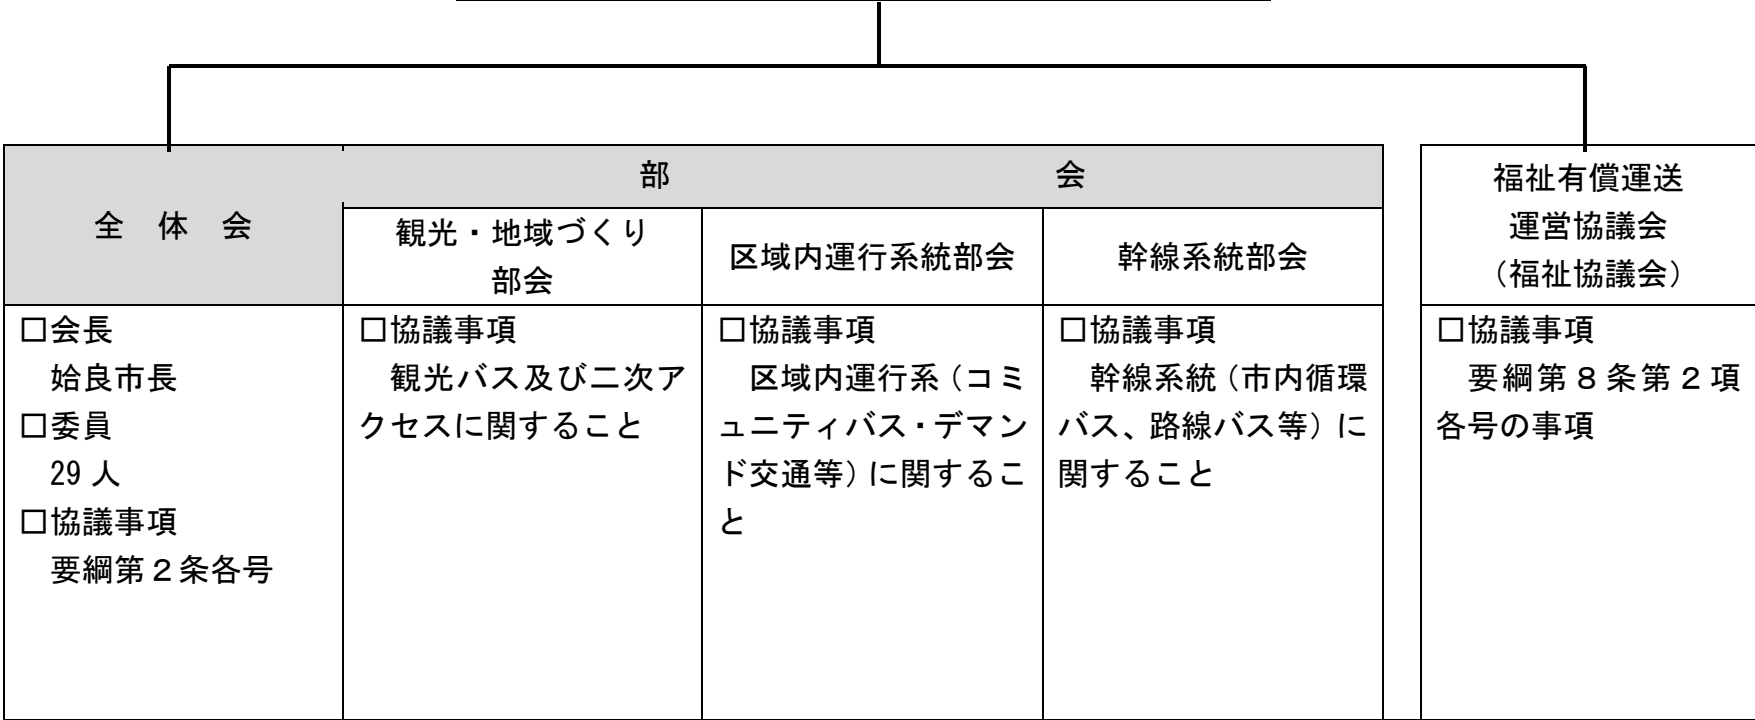 全　体　会
部　　　　　　　　　　　　会
観光・地域づくり
部会
区域内運行系統部会
幹線系統部会
福祉有償運送
運営協議会
（福祉協議会）
□会長
　姶良市長
□委員
　29 人
□協議事項
　要綱第２条各号
□協議事項
　観光バス及び二次ア
クセスに関すること
□協議事項
　区域内運行系（コミ
ュニティバス・デマン
ド交通等）に関するこ
と
□協議事項
　幹線系統（市内循環
バス、路線バス等）に
関すること
□協議事項
　要綱第８条第２項
各号の事項